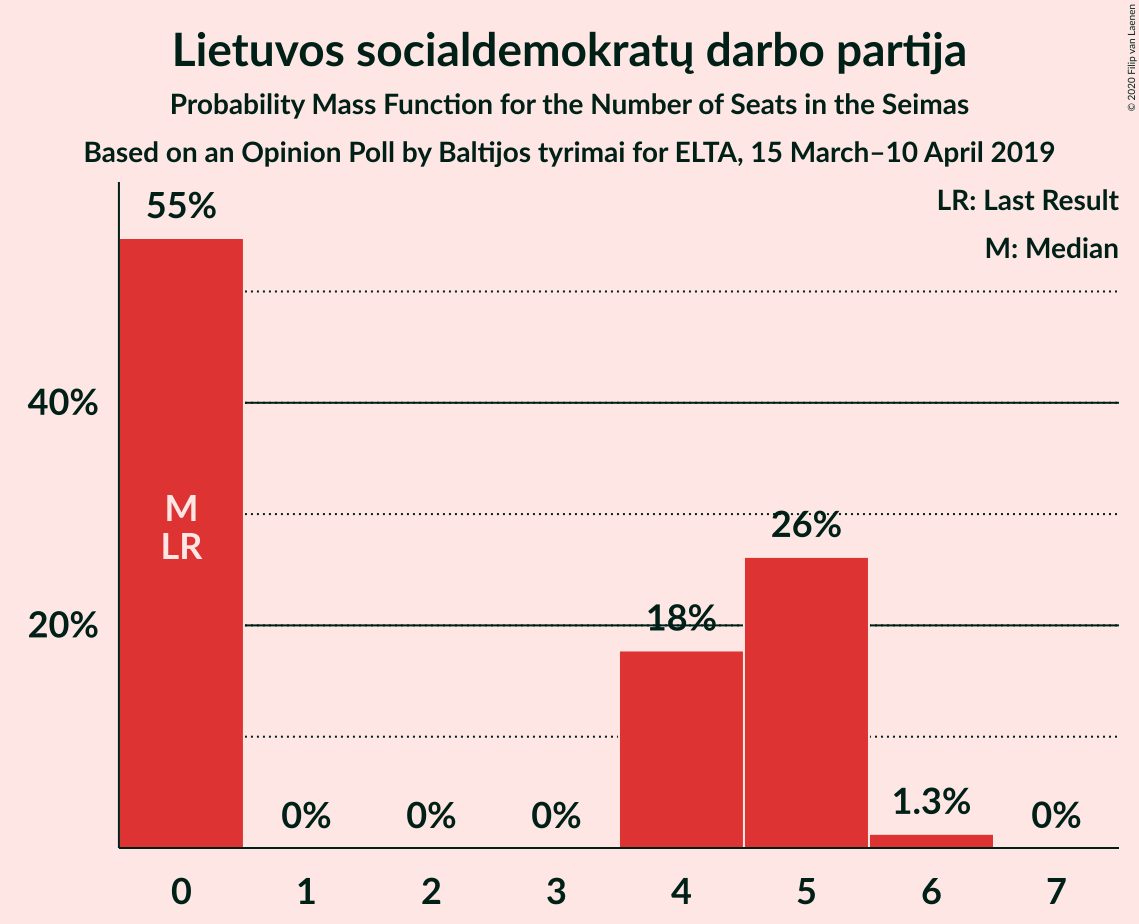 Lietuvos socialdemokratų darbo partija
Probability Mass Function for the Number of Seats in the Seimas
Based on an Opinion Poll by Baltijos tyrimai for ELTA, 15 March–10 April 2019
© 2020 Filip van Laenen
LR: Last Result
M: Median
55%
40%
20%
M
LR
0%
0%
0%
18%
26%
1.3%
0%
0
1
2
3
4
5
6
7